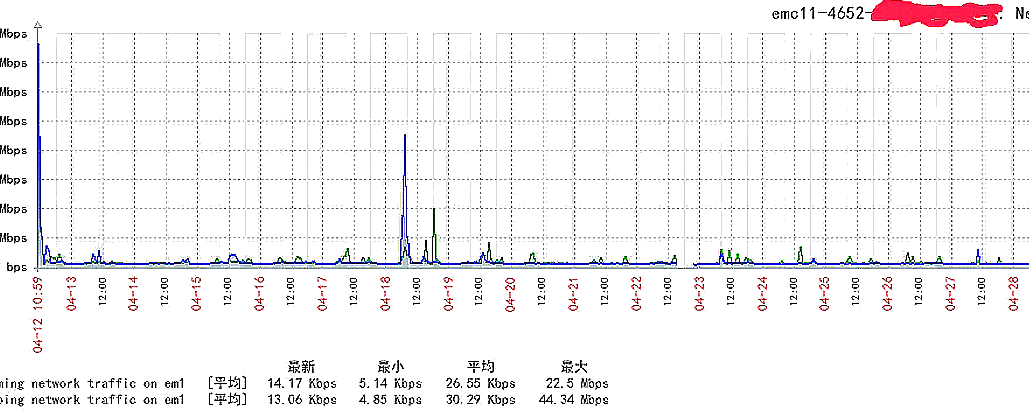 emc11-4652- . Ne
Mbps
Mbps
Mbps
Mbps
Mbps
Mbps
Mbps
Mbps
bps
04-12 10:59 04-13 12:00 04-14 12:00 04-15 12:00 04-16 12:00 04-17 12:00 04-18 12:00 04-19 12:00 04-20 12:00 04-21 12:00 04-22 12:00 04-23 12:00 04-24 12:00 04-25 12:00 04-26 12:00 04-27 12:00 04-28
最新 最小 平均 最大
ming network traffic on em1 [平均] 14.17 Kbps 5.14 Kbps 26.55 Kbps 22.5 Mbps
oing network traffic on em1 [平均] 13.06 Kbps 4.85 Kbps 30.29 Kbps 44.34 Mbps